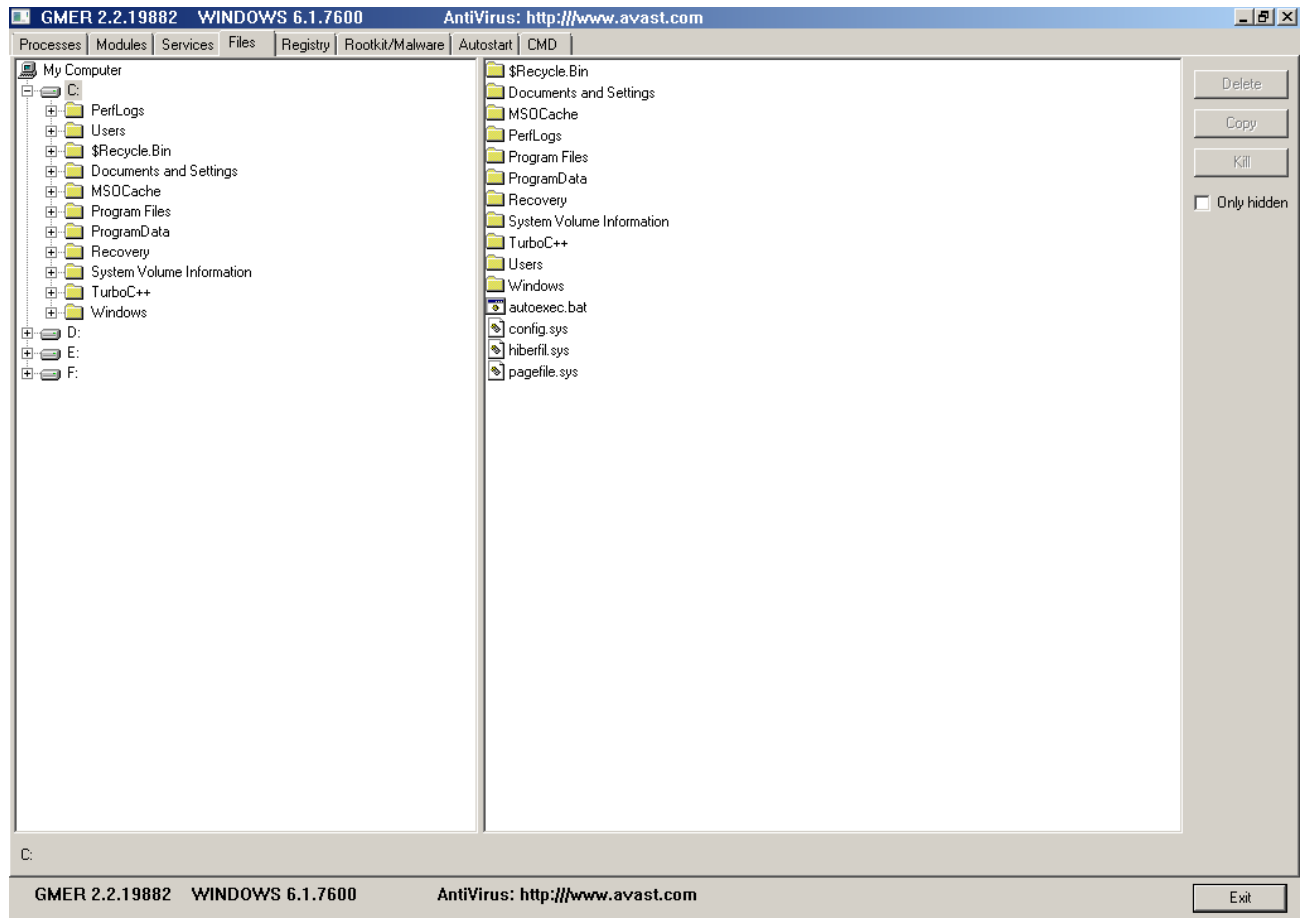 GMER 2.2.19882 WINDOWS 6.1.7600 AntiVirus: http:///www.avast.com
Processes Modules Services Files Registry Rootkit/Malware Autostart CMD
My Computer
C:
PerfLogs
Users
$Recycle.Bin
Documents and Settings
MSOCache
Program Files
ProgramData
Recovery
System Volume Information
TurboC++
Windows
D:
E:
F:
$Recycle.Bin
Documents and Settings
MSOCache
PerfLogs
Program Files
ProgramData
Recovery
System Volume Information
TurboC++
Users
Windows
autoexec.bat
config.sys
hiberfil.sys
pagefile.sys
Delete
Copy
Kill
Only hidden
C:
GMER 2.2.19882 WINDOWS 6.1.7600 AntiVirus: http:///www.avast.com
Exit